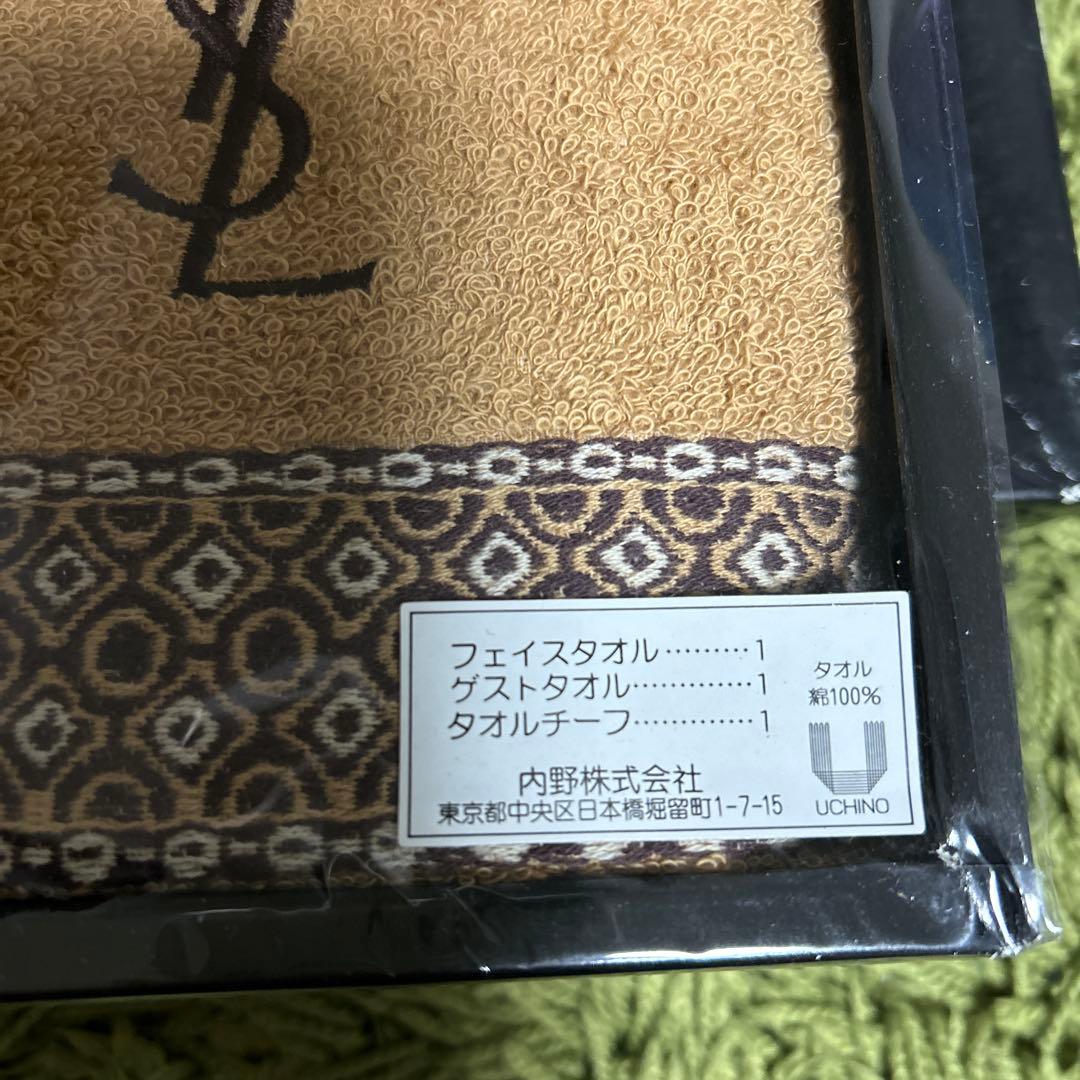 YSL
フェイスタオル………1
ゲストタオル…………1
タオルチーフ…………1
タオル
綿100%
内野株式会社
東京都中央区日本橋堀留町1-7-15
UCHINO